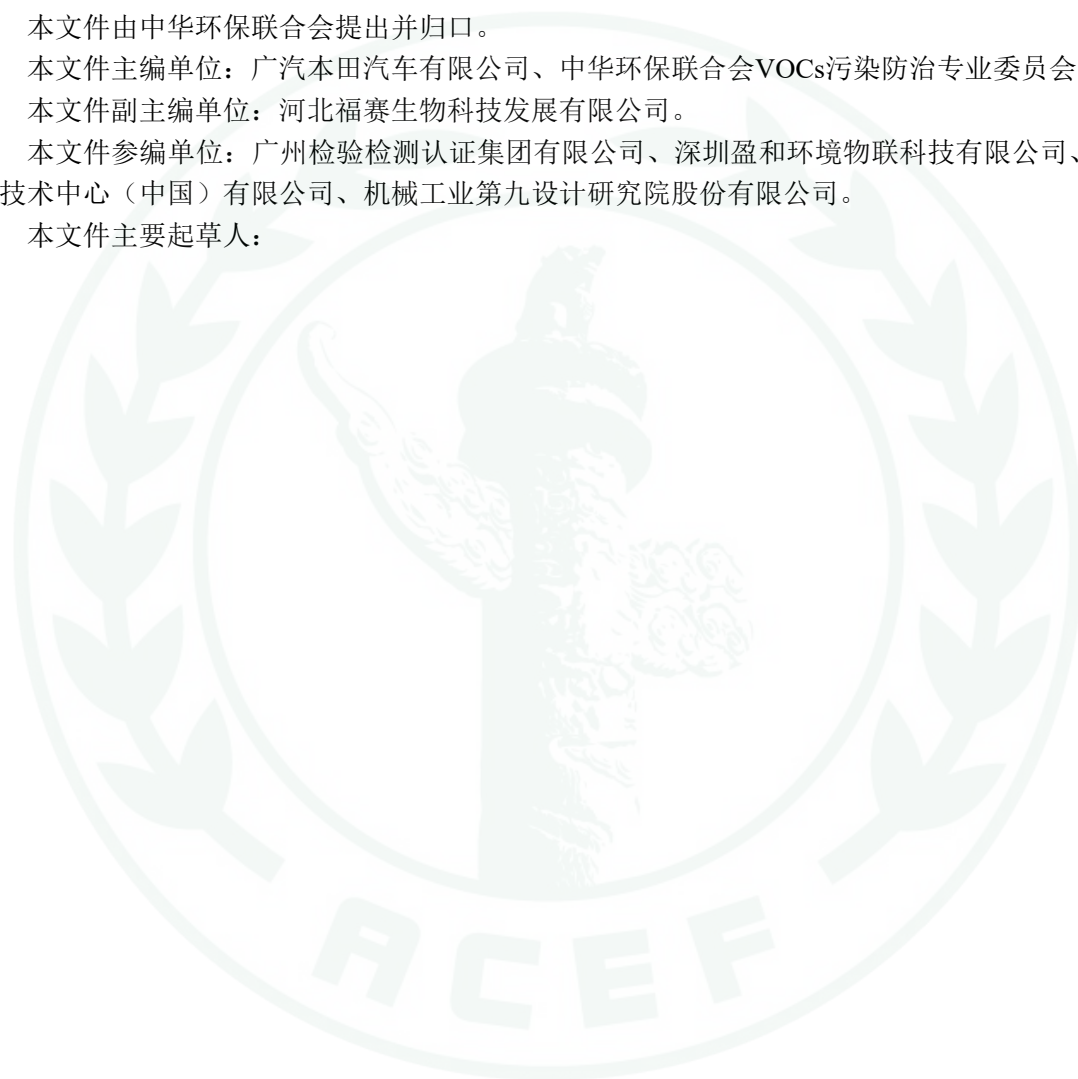 本文件由中华环保联合会提出并归口。
本文件主编单位：广汽本田汽车有限公司、中华环保联合会VOCs污染防治专业委员会
本文件副主编单位：河北福赛生物科技发展有限公司。
本文件参编单位：广州检验检测认证集团有限公司、深圳盈和环境物联科技有限公司、
技术中心（中国）有限公司、机械工业第九设计研究院股份有限公司。
本文件主要起草人：
ACEF